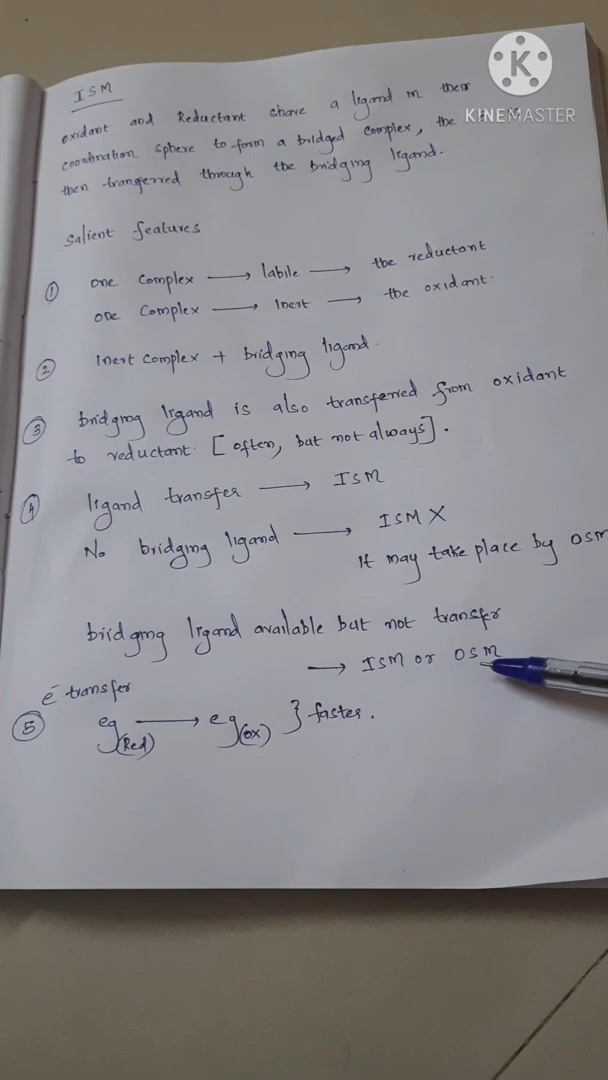 ISM
KINEMASTER
oxidant and Reductant share a ligand in their
coordination sphere to form a bridged complex, the
then transferred through the bridging ligand.
Salient features
① one complex ⟶ labile ⟶ the reductant
one complex ⟶ Inert ⟶ the oxidant.
② Inert complex + bridging ligand.
③ bridging ligand is also transferred from oxidant
to reductant. [often, but not always].
④ ligand transfer ⟶ ISM
No bridging ligand ⟶ ISM X
It may take place by OSM
bridging ligand available but not transfer
⟶ ISM or OSM
e⁻ transfer
⑤ eg(Red) ⟶ eg(ox) } faster.